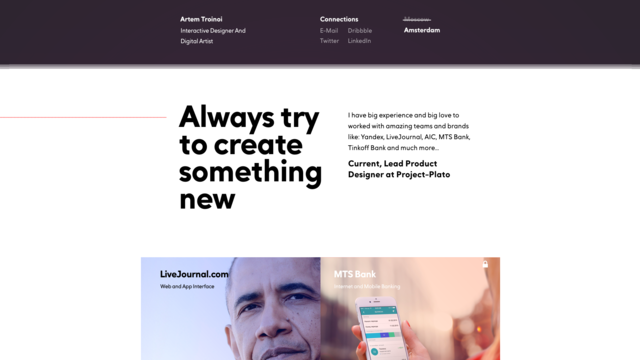 Artem Trainoi
Interactive Designer And
Digital Artist
Connections
E-Mail
Dribbble
Twitter
LinkedIn
Moscow
Amsterdam
Always try
to create
something
new
I have big experience and big love to
worked with amazing teams and brands
like: Yandex, LiveJournal, AIC, MTS Bank,
Tinkoff Bank and much more..
Current, Lead Product
Designer at Project-Plato
LiveJournal.com
Web and App Interface
MTS Bank
Internet and Mobile Banking